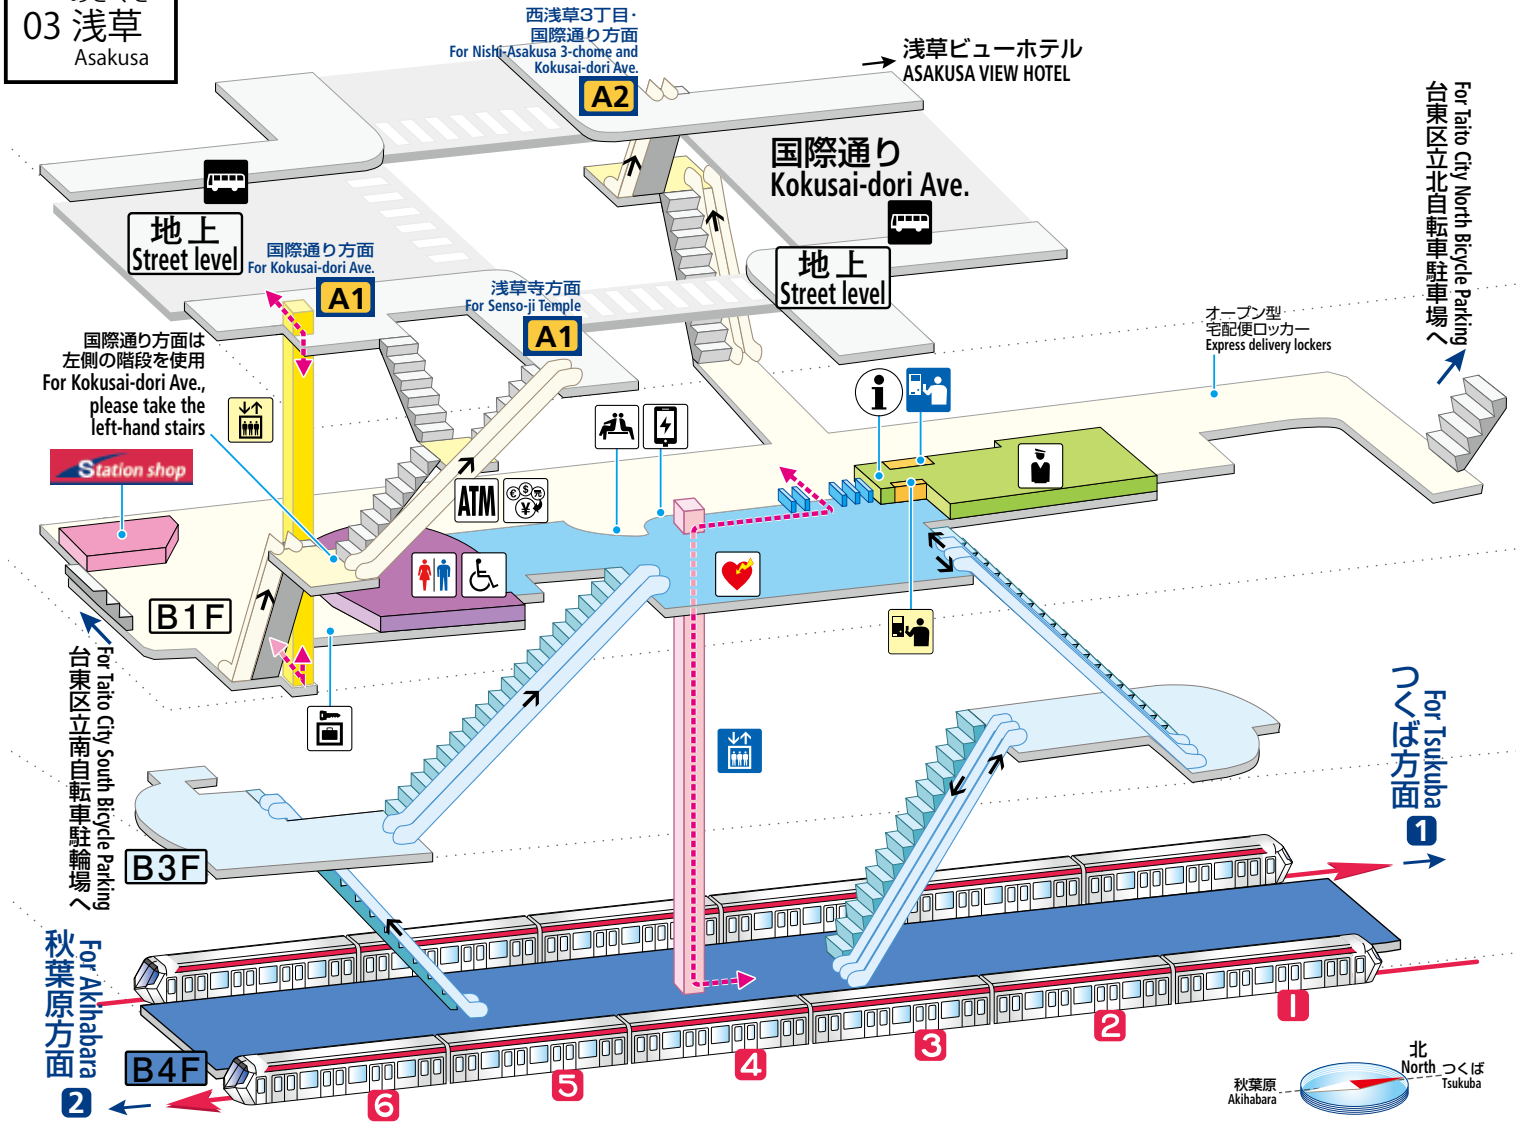 03 浅草
Asakusa
西浅草3丁目・
国際通り方面
For Nishi-Asakusa 3-chome and
Kokusai-dori Ave.
A2
浅草ビューホテル
ASAKUSA VIEW HOTEL
国際通り
Kokusai-dori Ave.
地上
Street level
国際通り方面
For Kokusai-dori Ave.
A1
浅草寺方面
For Senso-ji Temple
A1
地上
Street level
For Taito City North Bicycle Parking
台東区立北自転車駐車場へ
オープン型
宅配便ロッカー
Express delivery lockers
国際通り方面は
左側の階段を使用
For Kokusai-dori Ave.,
please take the
left-hand stairs
Station shop
ATM
B1F
For Taito City South Bicycle Parking
台東区立南自転車駐輪場へ
B3F
For Tsukuba
つくば方面
1
For Akihabara
秋葉原方面
2
B4F
6
5
4
3
2
1
北
North
つくば
Tsukuba
秋葉原
Akihabara